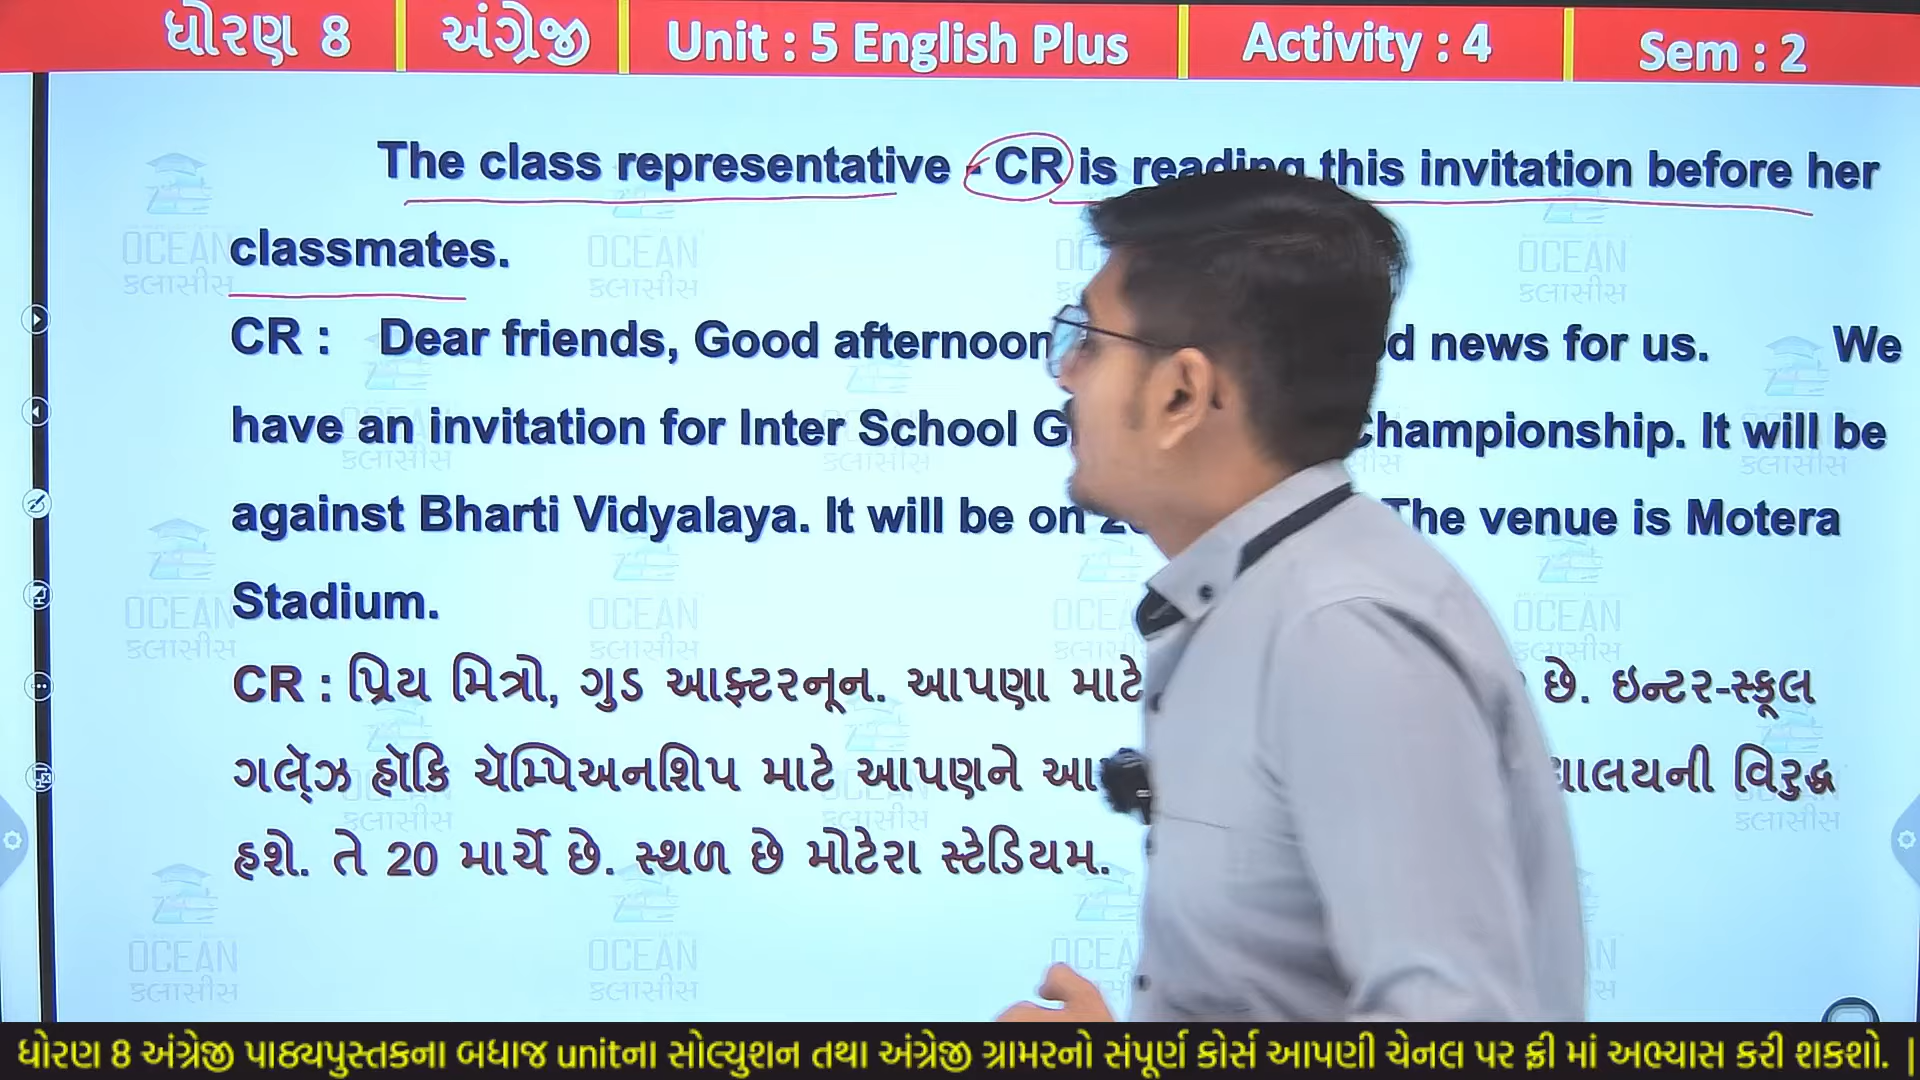 ધોરણ 8 અંગ્રેજી Unit : 5 English Plus Activity : 4 Sem : 2
The class representative - CR is reading this invitation before her
classmates.
CR : Dear friends, Good afternoon news for us. We
have an invitation for Inter School Championship. It will be
against Bharti Vidyalaya. It will be on The venue is Motera
Stadium.
CR : પ્રિય મિત્રો, ગુડ આફ્ટરનૂન. આપણા માટે છે. ઇન્ટર-સ્કૂલ
ગર્લ્ઝ હૉકિ ચૅમ્પિઅનશિપ માટે આપણને વિરુદ્ધ
હશે. તે 20 માર્ચે છે. સ્થળ છે મોટેરા સ્ટેડિયમ.
OCEAN
કલાસીસ
ધોરણ 8 અંગ્રેજી પાઠ્યપુસ્તકના બધાજ unitના સોલ્યુશન તથા અંગ્રેજી ગ્રામરનો સંપૂર્ણ કોર્સ આપણી ચેનલ પર ફ્રી માં અભ્યાસ કરી શકશો. |